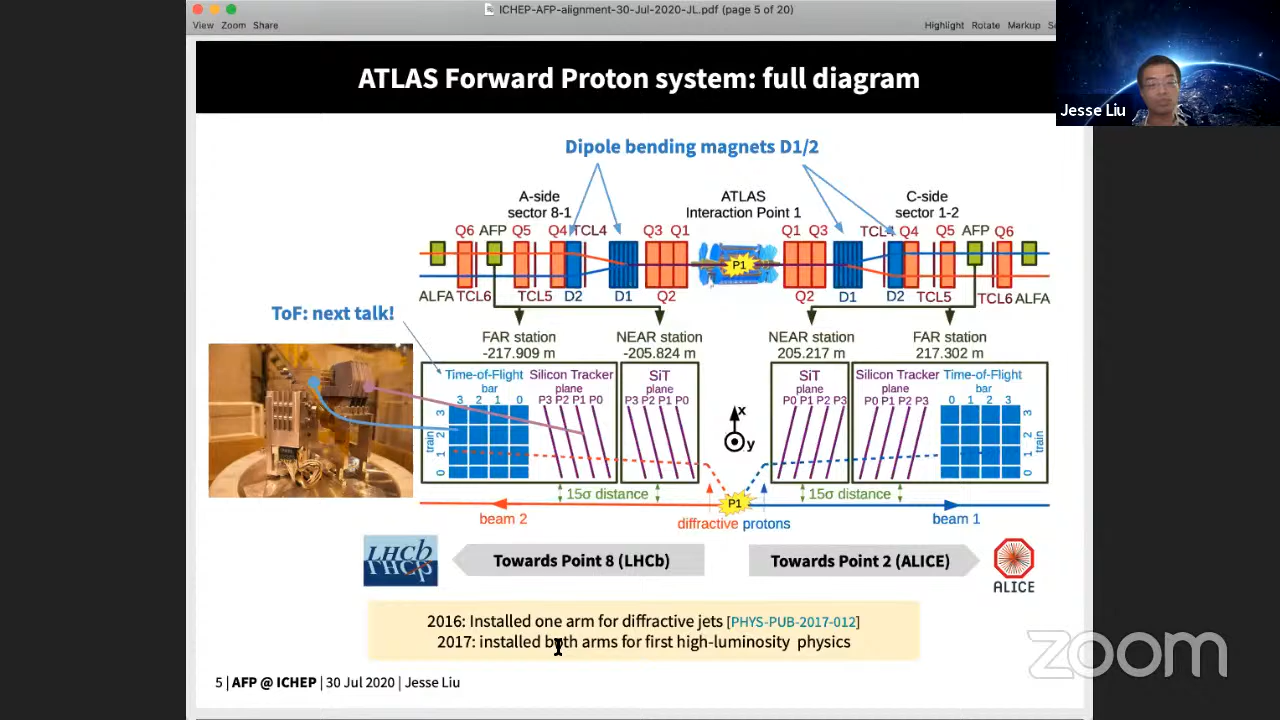 ICHEP-AFP-alignment-30-Jul-2020-JL.pdf (page 5 of 20)
View Zoom Share
Highlight Rotate Markup
Jesse Liu
ATLAS Forward Proton system: full diagram
Dipole bending magnets D1/2
A-side
sector 8-1
ATLAS
Interaction Point 1
C-side
sector 1-2
Q6 AFP Q5 Q4 TCL4 Q3 Q1
Q1 Q3 TCL4 Q4 Q5 AFP Q6
P1
ALFA TCL6 TCL5 D2 D1 Q2
Q2 D1 D2 TCL5 TCL6 ALFA
ToF: next talk!
FAR station
-217.909 m
NEAR station
-205.824 m
NEAR station
205.217 m
FAR station
217.302 m
Time-of-Flight
bar
3 2 1 0
train
3
2
1
0
Silicon Tracker
plane
P3 P2 P1 P0
SiT
plane
P3 P2 P1 P0
x
y
SiT
plane
P0 P1 P2 P3
Silicon Tracker
plane
P0 P1 P2 P3
Time-of-Flight
bar
0 1 2 3
3
2
1
0
train
15σ distance
15σ distance
P1
beam 2
diffractive protons
beam 1
LHCb
Towards Point 8 (LHCb)
Towards Point 2 (ALICE)
ALICE
2016: Installed one arm for diffractive jets [PHYS-PUB-2017-012]
2017: installed both arms for first high-luminosity physics
5 | AFP @ ICHEP | 30 Jul 2020 | Jesse Liu
zoom